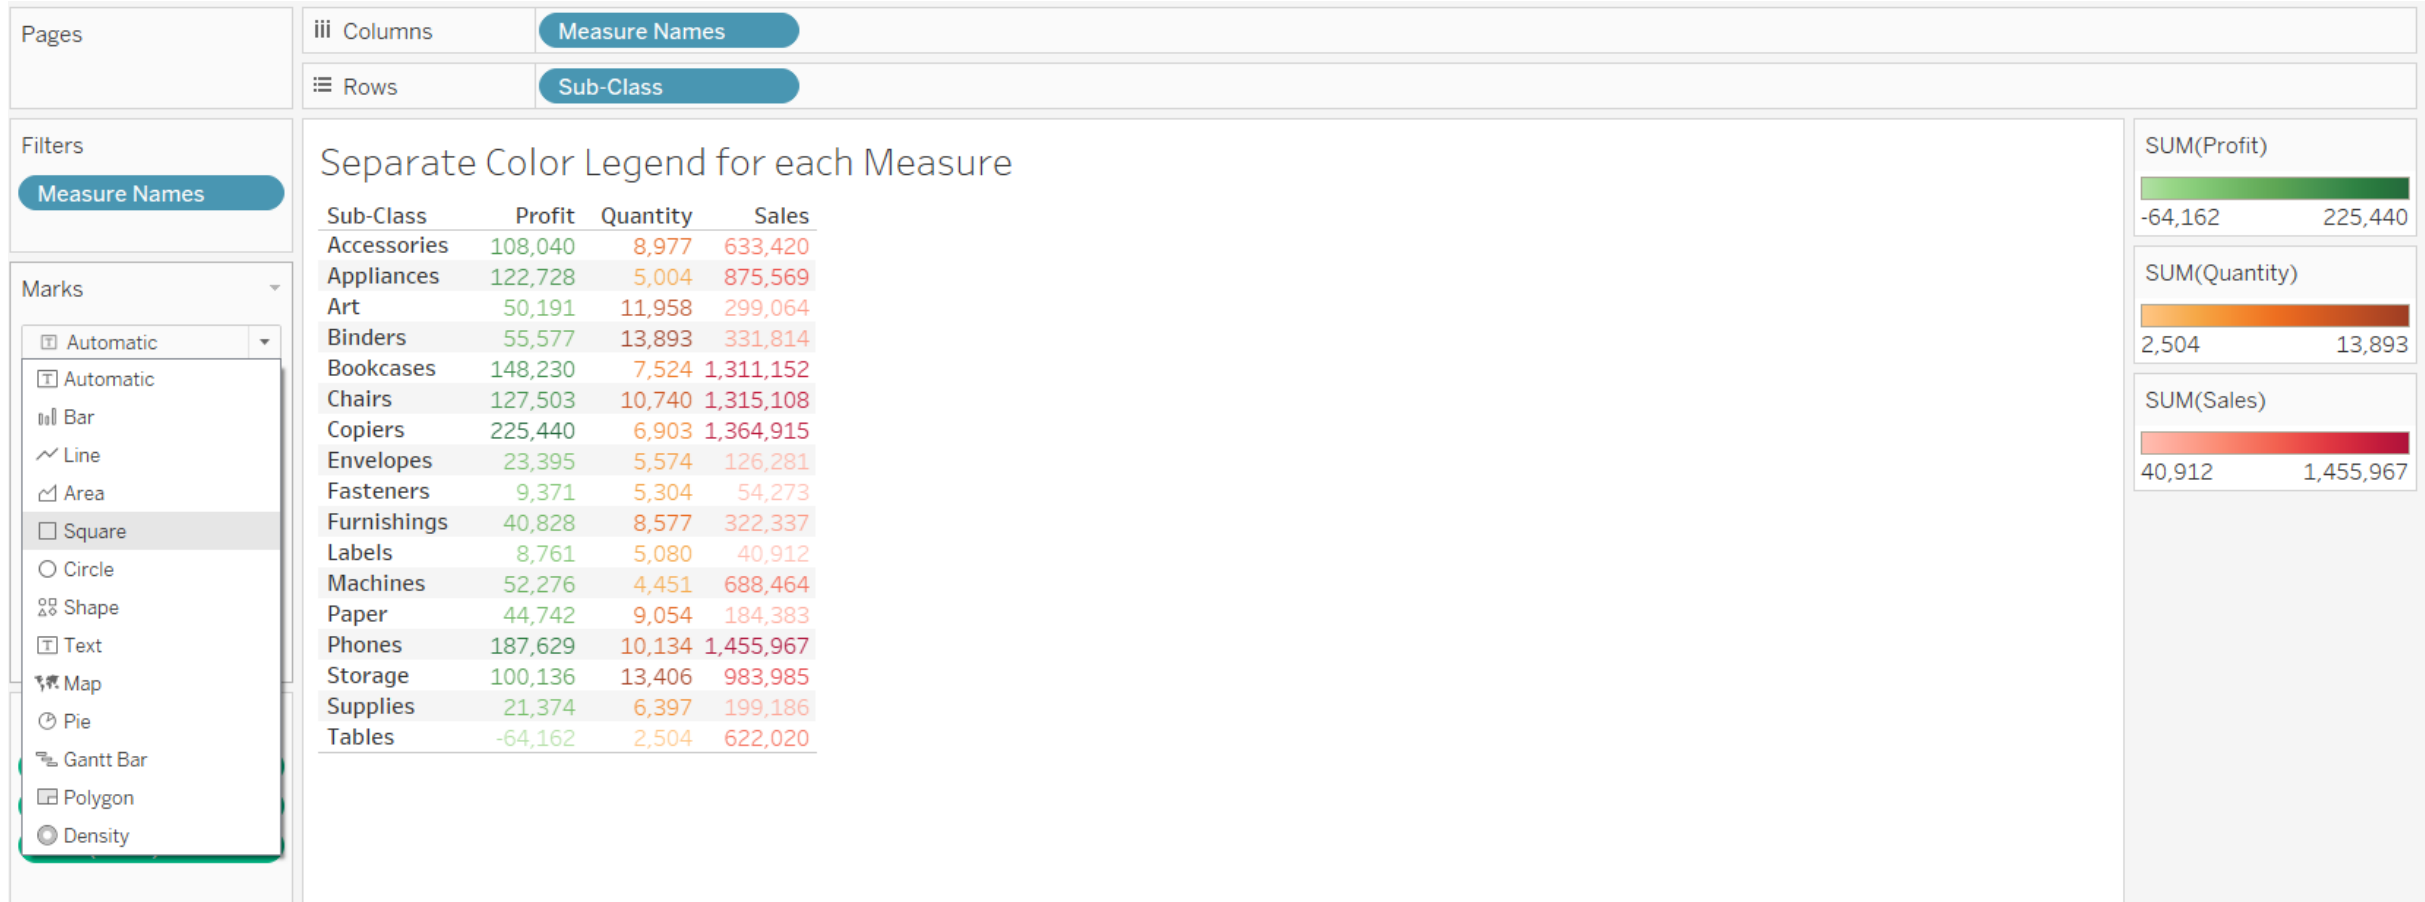 Pages
Columns
Measure Names
Rows
Sub-Class
Filters
Measure Names
Marks
Automatic
Automatic
Bar
Line
Area
Square
Circle
Shape
Text
Map
Pie
Gantt Bar
Polygon
Density
Separate Color Legend for each Measure
Sub-Class Profit Quantity Sales
Accessories 108,040 8,977 633,420
Appliances 122,728 5,004 875,569
Art 50,191 11,958 299,064
Binders 55,577 13,893 331,814
Bookcases 148,230 7,524 1,311,152
Chairs 127,503 10,740 1,315,108
Copiers 225,440 6,903 1,364,915
Envelopes 23,395 5,574 126,281
Fasteners 9,371 5,304 54,273
Furnishings 40,828 8,577 322,337
Labels 8,761 5,080 40,912
Machines 52,276 4,451 688,464
Paper 44,742 9,054 184,383
Phones 187,629 10,134 1,455,967
Storage 100,136 13,406 983,985
Supplies 21,374 6,397 199,186
Tables -64,162 2,504 622,020
SUM(Profit)
-64,162 225,440
SUM(Quantity)
2,504 13,893
SUM(Sales)
40,912 1,455,967